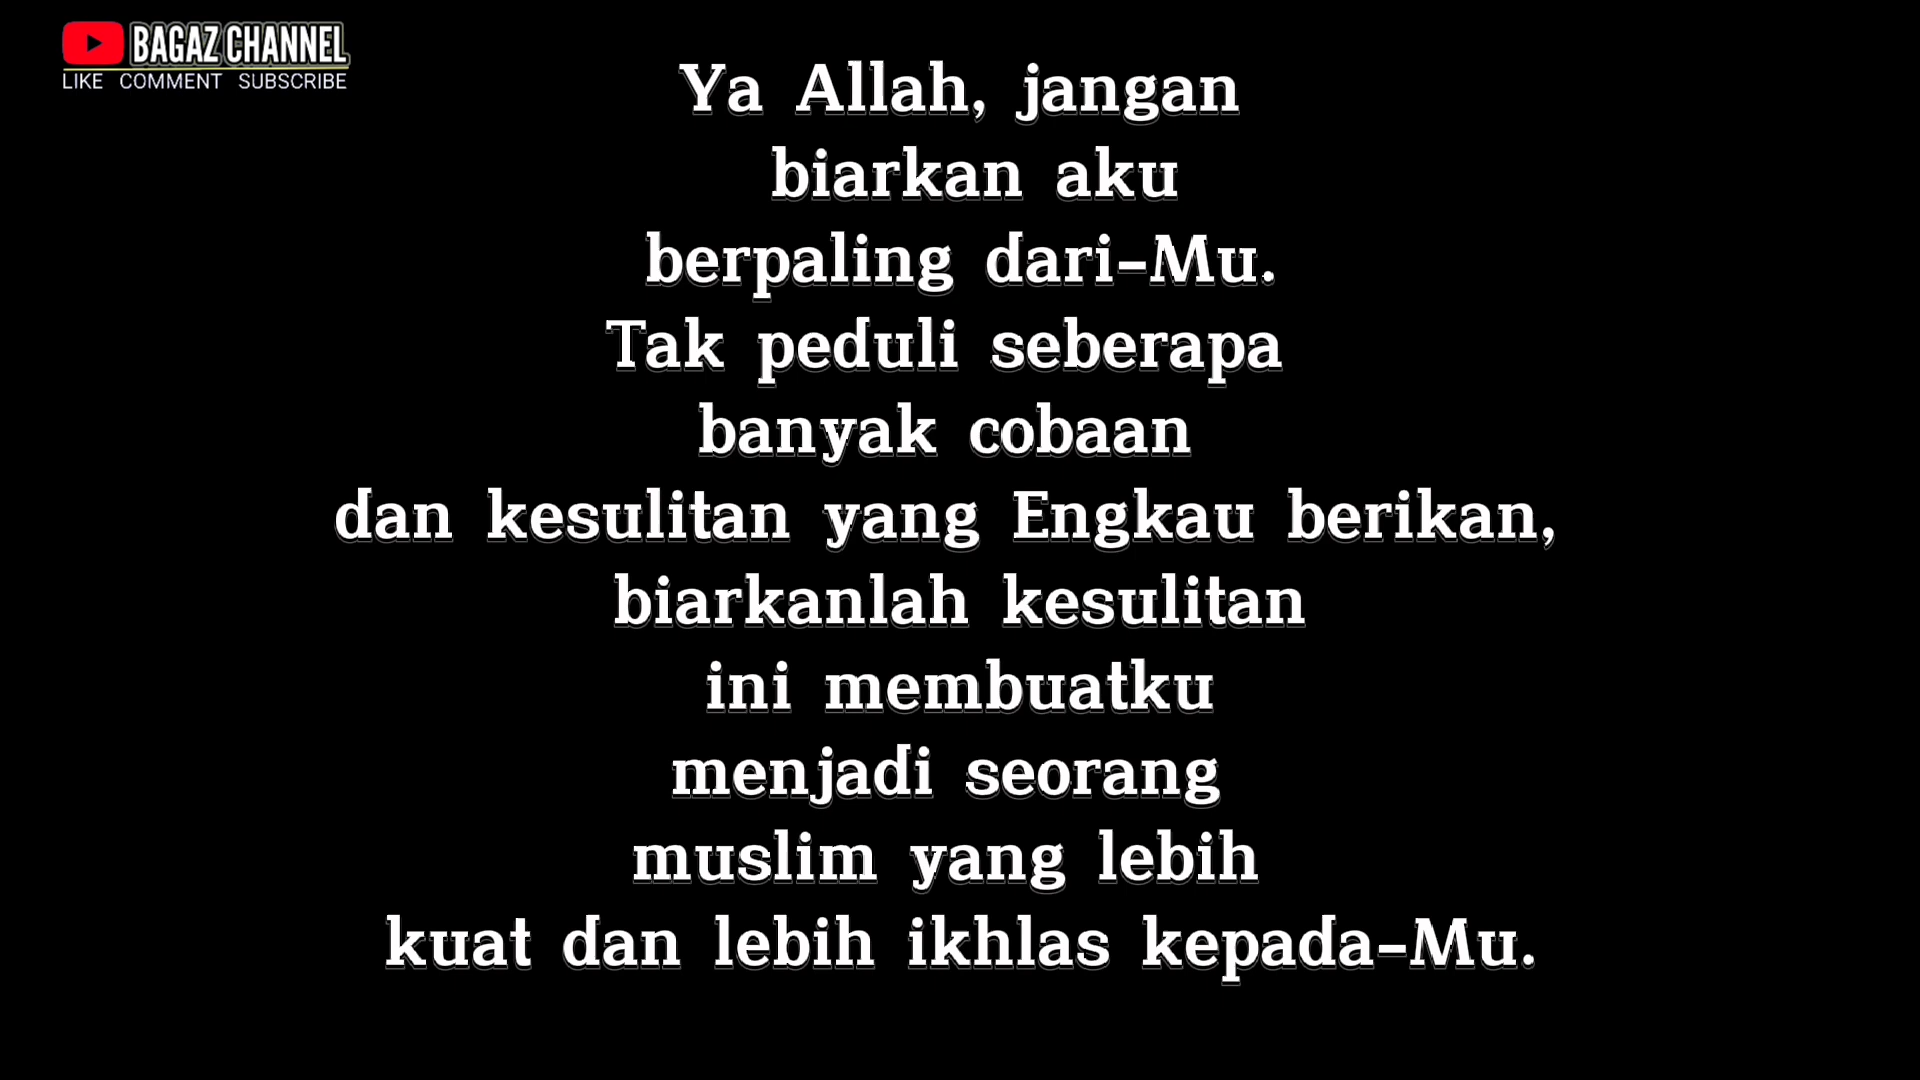 BAGAZ CHANNEL
LIKE COMMENT SUBSCRIBE
Ya Allah, jangan
biarkan aku
berpaling dari-Mu.
Tak peduli seberapa
banyak cobaan
dan kesulitan yang Engkau berikan,
biarkanlah kesulitan
ini membuatku
menjadi seorang
muslim yang lebih
kuat dan lebih ikhlas kepada-Mu.